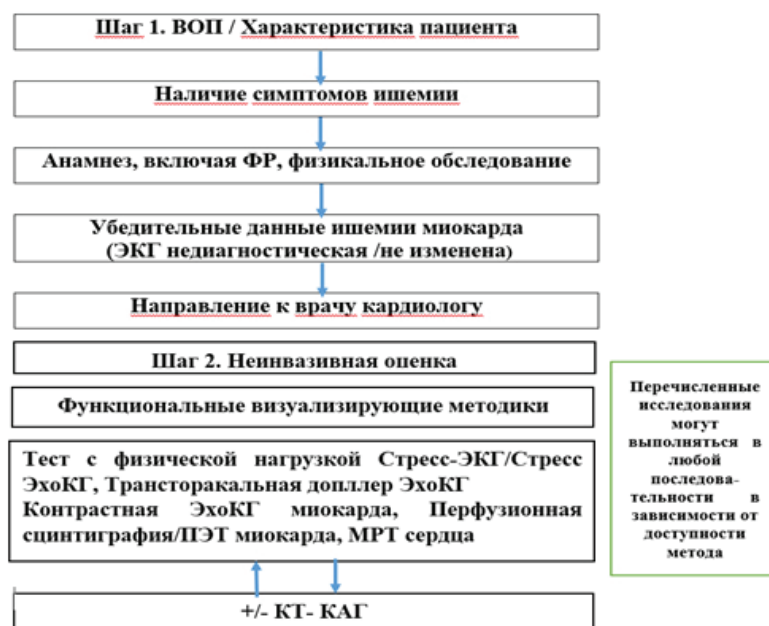 Шаг 1. ВОП / Характеристика пациента
Наличие симптомов ишемии
Анамнез, включая ФР, физикальное обследование
Убедительные данные ишемии миокарда
(ЭКГ недиагностическая /не изменена)
Направление к врачу кардиологу
Шаг 2. Неинвазивная оценка
Функциональные визуализирующие методики
Тест с физической нагрузкой Стресс-ЭКГ/Стресс
ЭхоКГ, Трансторакальная допплер ЭхоКГ
Контрастная ЭхоКГ миокарда, Перфузионная
сцинтиграфия/ПЭТ миокарда, МРТ сердца
+/- КТ- КАГ
Перечисленные
исследования
могут
выполняться в
любой
последова-
тельности в
зависимости от
доступности
метода